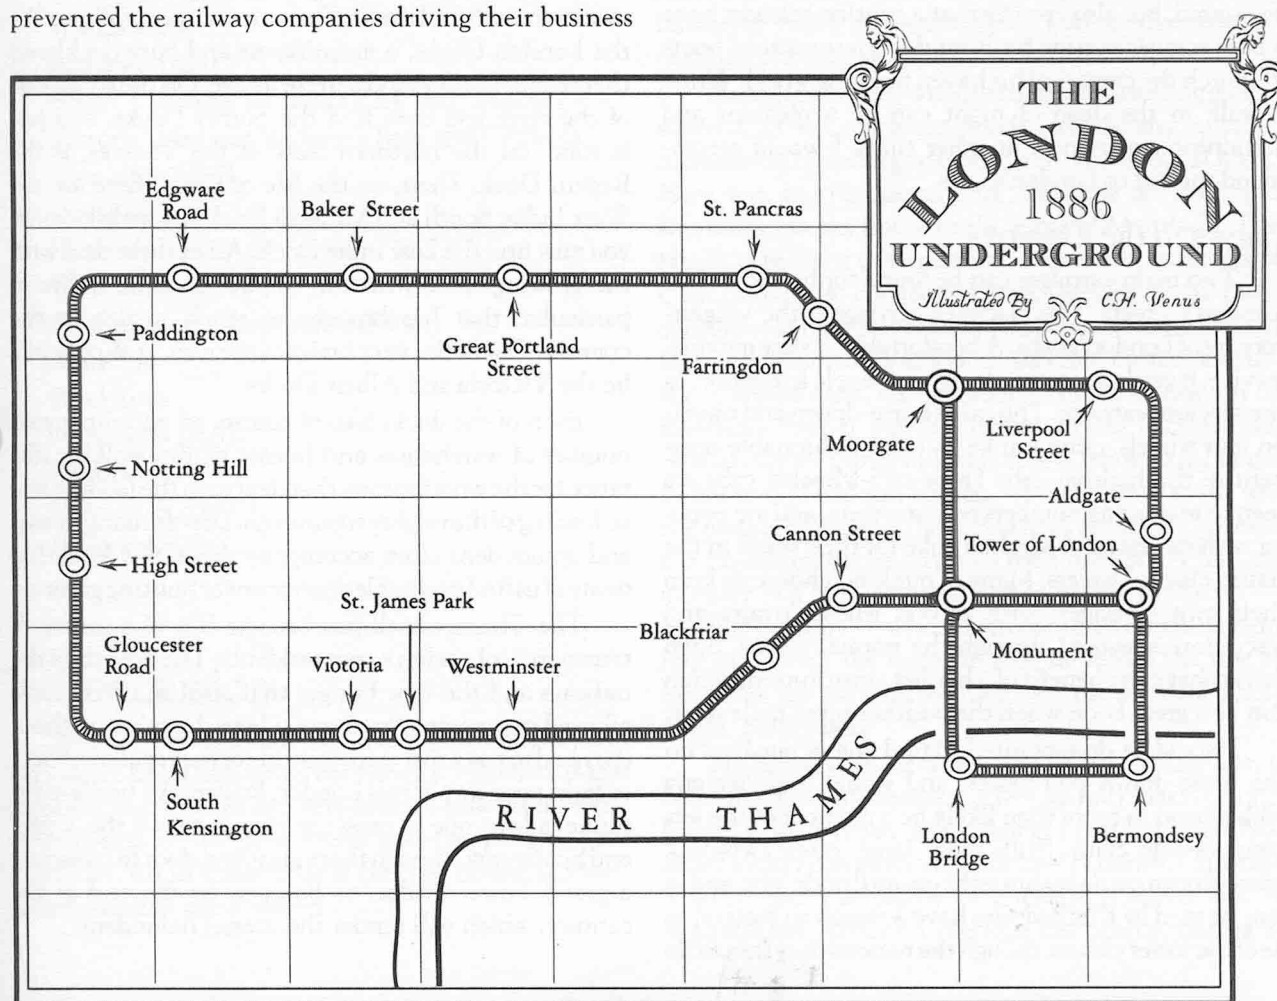 prevented the railway companies driving their business
THE
LONDON
1886
UNDERGROUND
Illustrated By C.H. Venus
Edgware
Road
Baker Street
St. Pancras
Paddington
Great Portland
Street
Farringdon
Moorgate
Liverpool
Street
Notting Hill
Aldgate
High Street
Cannon Street
Tower of London
St. James Park
Gloucester
Road
Victoria
Westminster
Blackfriar
Monument
South
Kensington
RIVER THAMES
London
Bridge
Bermondsey